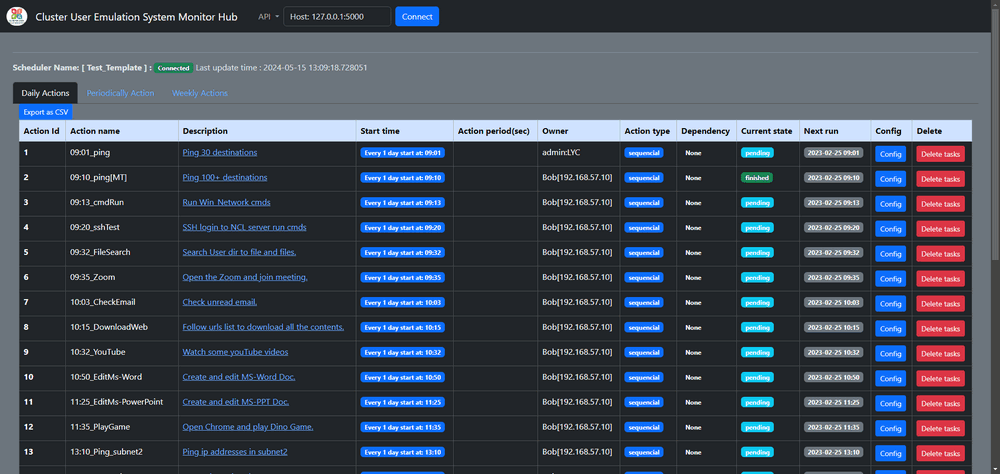 Cluster User Emulation System Monitor Hub API Host: 127.0.0.1:5000 Connect
Scheduler Name: [ Test_Template ] : Connected Last update time : 2024-05-15 13:09:18.728051
Daily Actions Periodically Action Weekly Actions
Export as CSV
Action Id Action name Description Start time Action period(sec) Owner Action type Dependency Current state Next run Config Delete
1 09:01_ping Ping 30 destinations Every 1 day start at: 09:01 admin:LYC sequencial None pending 2023-02-25 09:01 Config Delete tasks
2 09:10_ping[MT] Ping 100+ destinations Every 1 day start at: 09:10 Bob[192.168.57.10] sequencial None finished 2023-02-25 09:10 Config Delete tasks
3 09:13_cmdRun Run Win_Network cmds Every 1 day start at: 09:13 Bob[192.168.57.10] sequencial None pending 2023-02-25 09:13 Config Delete tasks
4 09:20_sshTest SSH login to NCL server run cmds Every 1 day start at: 09:20 Bob[192.168.57.10] sequencial None pending 2023-02-25 09:20 Config Delete tasks
5 09:32_FileSearch Search User dir to file and files. Every 1 day start at: 09:32 Bob[192.168.57.10] sequencial None pending 2023-02-25 09:32 Config Delete tasks
6 09:35_Zoom Open the Zoom and join meeting. Every 1 day start at: 09:35 Bob[192.168.57.10] sequencial None pending 2023-02-25 09:35 Config Delete tasks
7 10:03_CheckEmail Check unread email. Every 1 day start at: 10:03 Bob[192.168.57.10] sequencial None pending 2023-02-25 10:03 Config Delete tasks
8 10:15_DownloadWeb Follow urls list to download all the contents. Every 1 day start at: 10:15 Bob[192.168.57.10] sequencial None pending 2023-02-25 10:15 Config Delete tasks
9 10:32_YouTube Watch some youTube videos Every 1 day start at: 10:32 Bob[192.168.57.10] sequencial None pending 2023-02-25 10:32 Config Delete tasks
10 10:50_EditMs-Word Create and edit MS-Word Doc. Every 1 day start at: 10:50 Bob[192.168.57.10] sequencial None pending 2023-02-25 10:50 Config Delete tasks
11 11:25_EditMs-PowerPoint Create and edit MS-PPT Doc. Every 1 day start at: 11:25 Bob[192.168.57.10] sequencial None pending 2023-02-25 11:25 Config Delete tasks
12 11:35_PlayGame Open Chrome and play Dino Game. Every 1 day start at: 11:35 Bob[192.168.57.10] sequencial None pending 2023-02-25 11:35 Config Delete tasks
13 13:10_Ping_subnet2 Ping ip addresses in subnet2 Every 1 day start at: 13:10 Bob[192.168.57.10] sequencial None pending 2023-02-25 13:10 Config Delete tasks